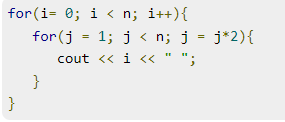 for(i= 0; i < n; i++){
    for(j = 1; j < n; j = j*2){
        cout << i << " ";
    }
}